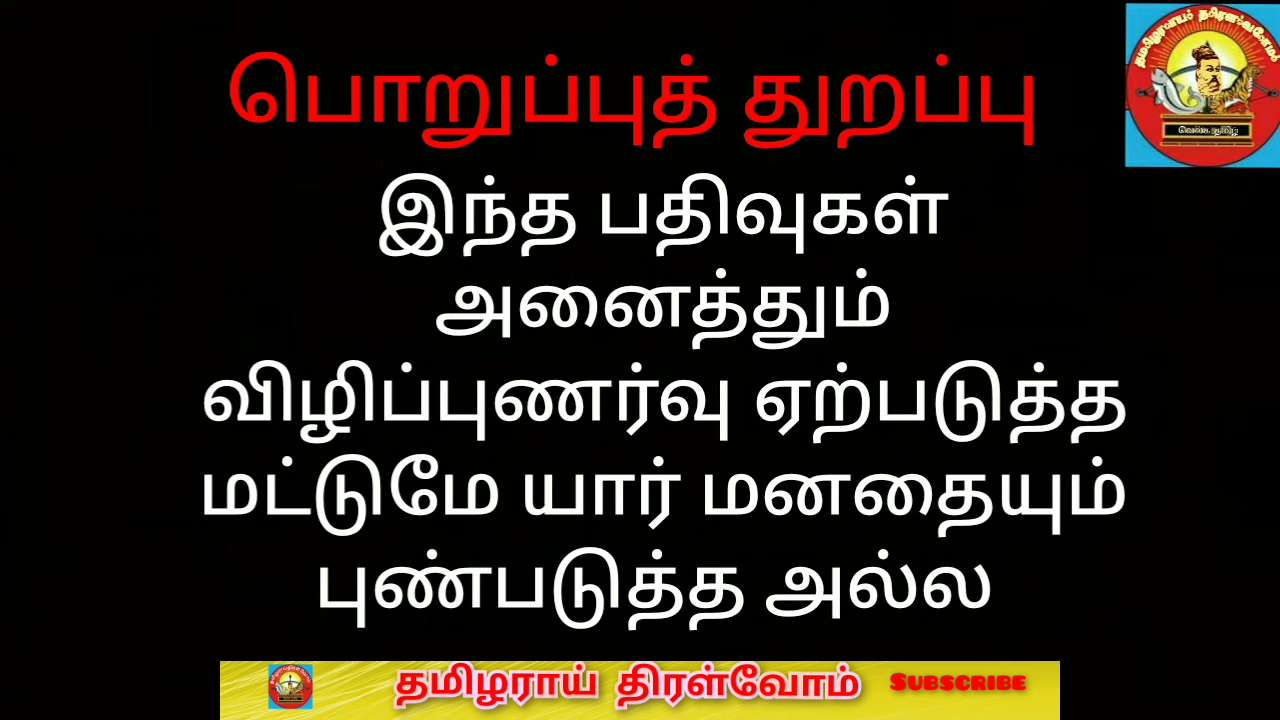 பொறுப்புத் துறப்பு
இந்த பதிவுகள்
அனைத்தும்
விழிப்புணர்வு ஏற்படுத்த
மட்டுமே யார் மனதையும்
புண்படுத்த அல்ல
தமிழராய் திரள்வோம் SUBSCRIBE